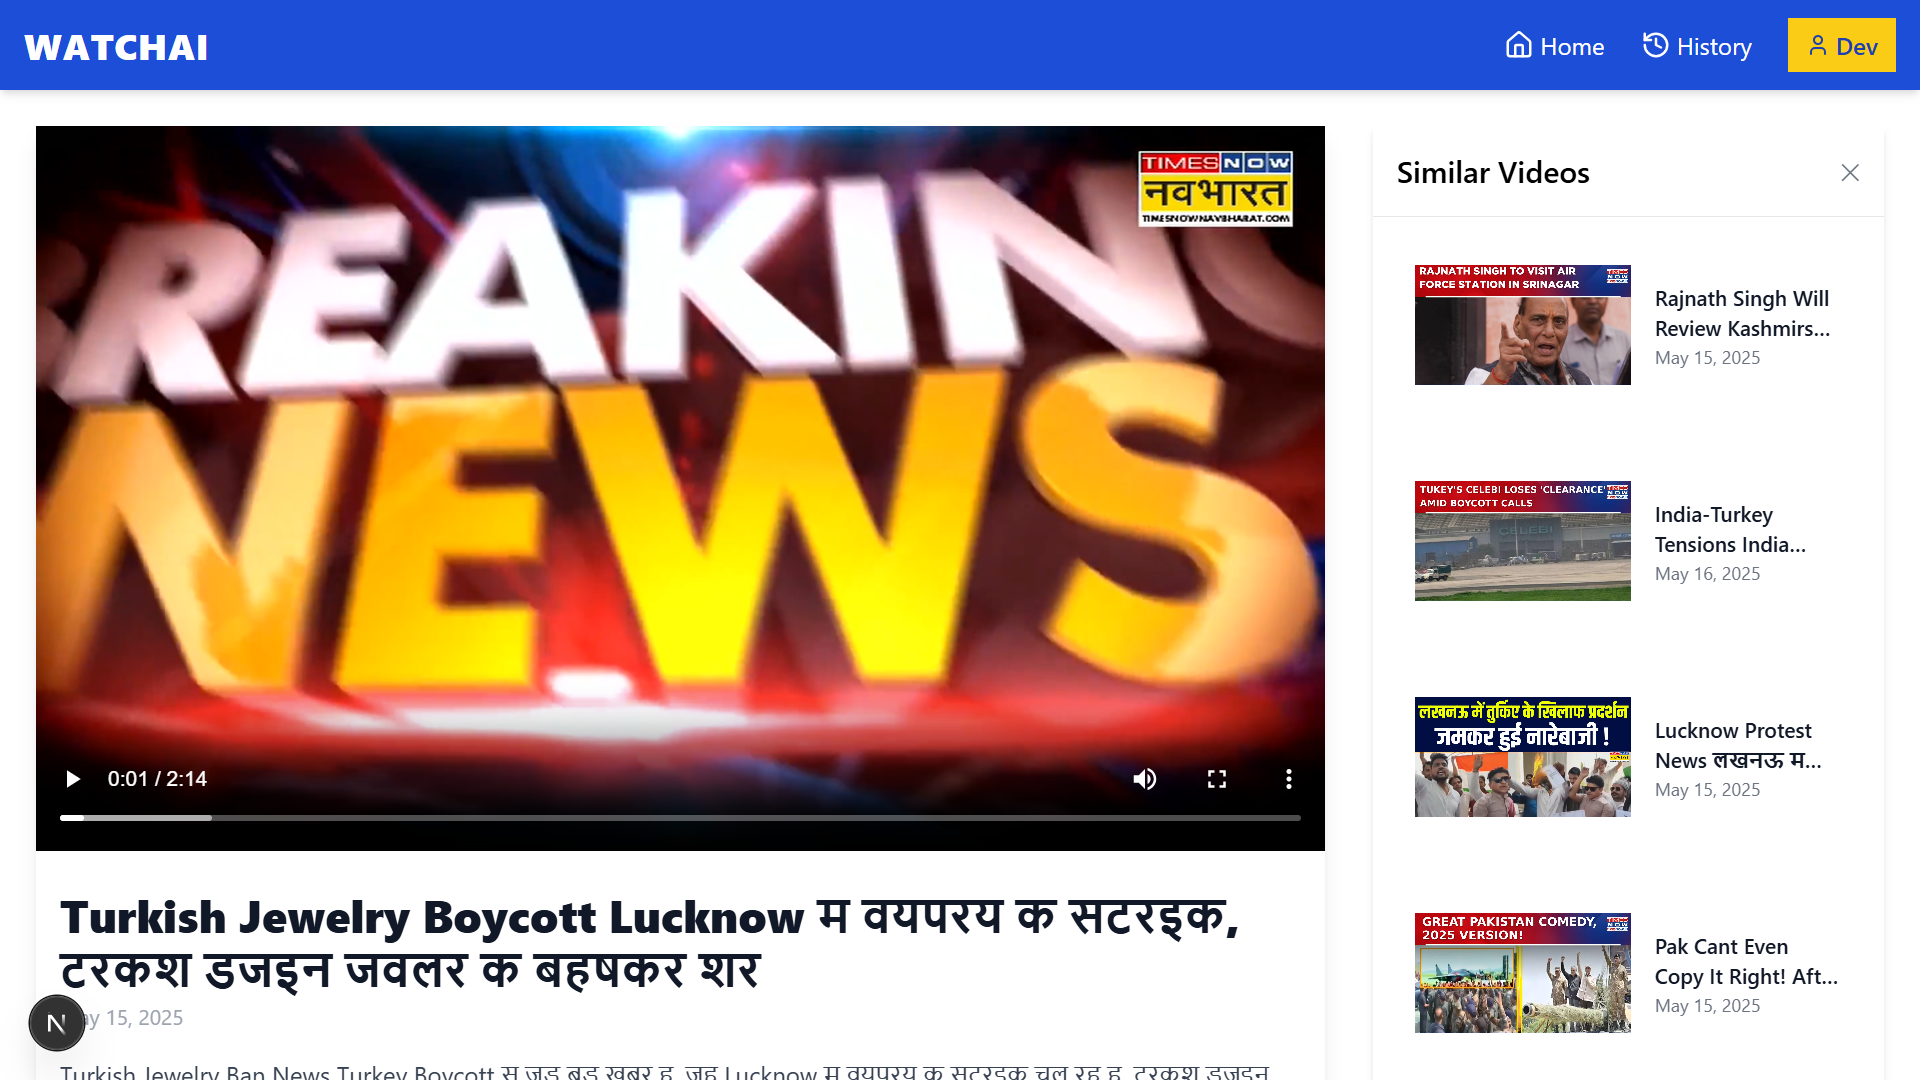 WATCHAI
Home
History
Dev
TIMES NOW
नवभारत
TIMESNOWNAVBHARAT.COM
BREAKING
NEWS
0:01 / 2:14
Turkish Jewelry Boycott Lucknow म वयपरय क सटरइक,
टरकश डजइन जवलर क बहषकर शर
ay 15, 2025
Turkish Jewelry Ban News Turkey Boycott स जड बड खबर ह, जह Lucknow म वयपरय क सटरइक चल रह ह. टरकश डजइन
N
Similar Videos
RAJNATH SINGH TO VISIT AIR
FORCE STATION IN SRINAGAR
Rajnath Singh Will
Review Kashmirs...
May 15, 2025
TUKEY'S CELEBI LOSES 'CLEARANCE'
AMID BOYCOTT CALLS
CELEBI
India-Turkey
Tensions India...
May 16, 2025
लखनऊ में तुर्किए के खिलाफ प्रदर्शन
जमकर हुई नारेबाजी !
Lucknow Protest
News लखनऊ म...
May 15, 2025
GREAT PAKISTAN COMEDY,
2025 VERSION!
Pak Cant Even
Copy It Right! Aft...
May 15, 2025